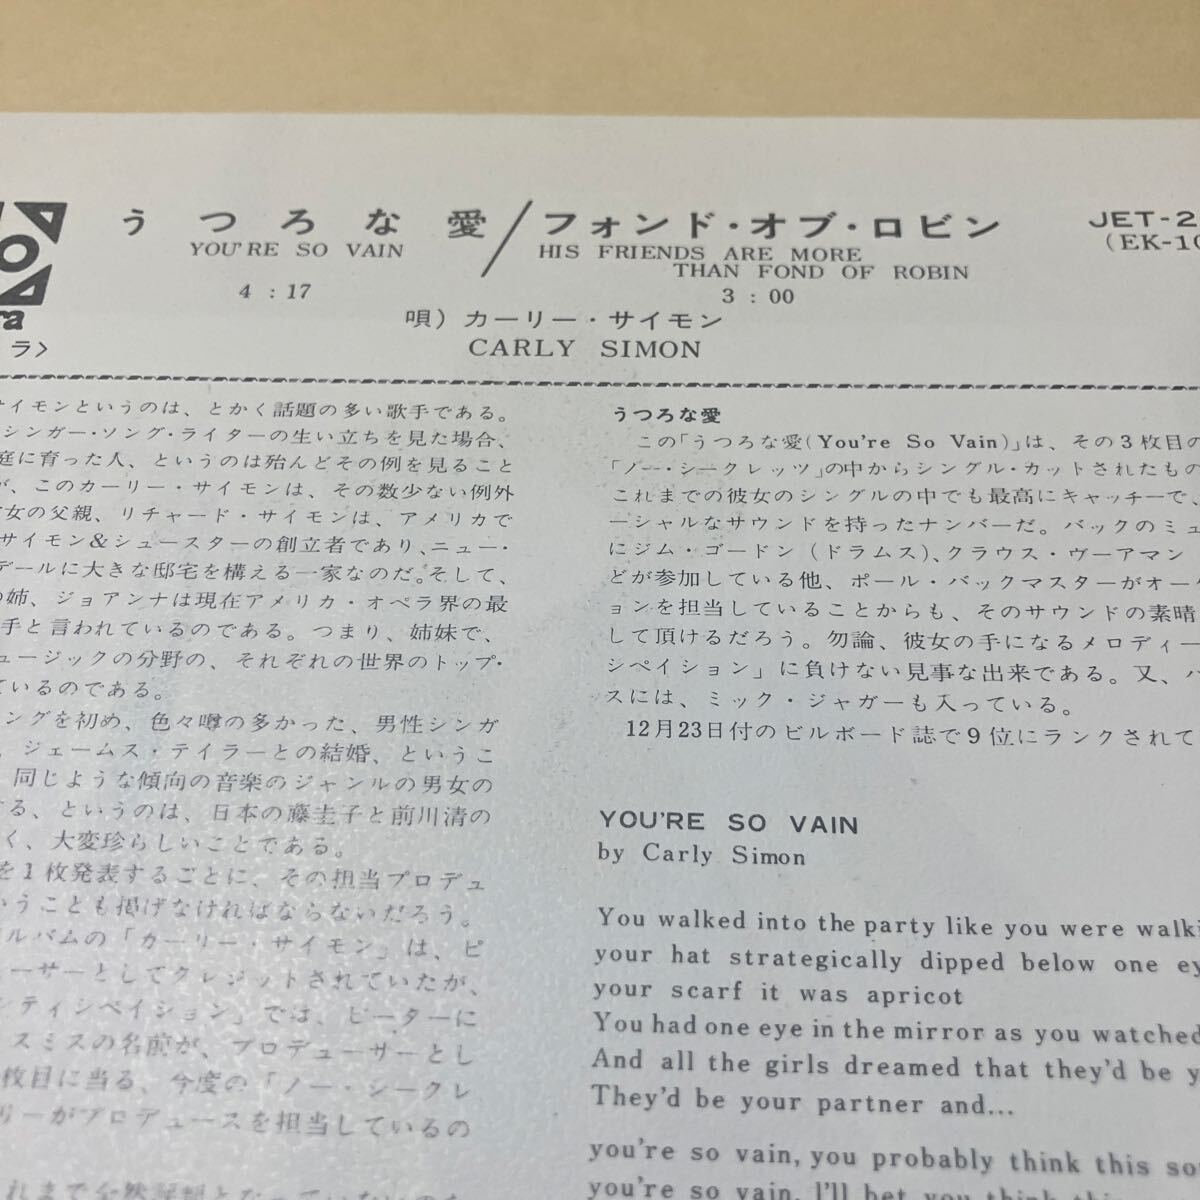 うつろな愛／フォンド・オブ・ロビン
YOU'RE SO VAIN
HIS FRIENDS ARE MORE
THAN FOND OF ROBIN
4：17
3：00
唄）カーリー・サイモン
CARLY SIMON
JET-2
(EK-10
ra
ラ〉
サイモンというのは、とかく話題の多い歌手である。
シンガー・ソング・ライターの生い立ちを見た場合、
庭に育った人、というのは殆んどその例を見ること
が、このカーリー・サイモンは、その数少ない例外
女の父親、リチャード・サイモンは、アメリカで
サイモン&シュースターの創立者であり、ニュー・
デールに大きな邸宅を構える一家なのだ。そして、
の姉、ジョアンナは現在アメリカ・オペラ界の最
手と言われているのである。つまり、姉妹で、
ュージックの分野の、それぞれの世界のトップ・
ているのである。
ングを初め、色々噂の多かった、男性シンガ
、ジェームス・テイラーとの結婚、というこ
同じような傾向の音楽のジャンルの男女の
する、というのは、日本の藤圭子と前川清の
く、大変珍らしいことである。
を1枚発表するごとに、その担当プロデュ
いうことも掲げなければならないだろう。
ルバムの「カーリー・サイモン」は、ピ
ューサーとしてクレジットされていたが、
ンティシペイション」では、ピーターに
スミスの名前が、プロデューサーとし
枚目に当る、今度の「ノー・シークレ
リーがプロデュースを担当しているの
れまで全然評判となっていないのを
うつろな愛
この「うつろな愛(You're So Vain)」は、その3枚目の
「ノー・シークレッツ」の中からシングル・カットされたもの
これまでの彼女のシングルの中でも最高にキャッチーで、
ーシャルなサウンドを持ったナンバーだ。バックのミュ
にジム・ゴードン（ドラムス）、クラウス・ヴーアマン
どが参加している他、ポール・バックマスターがオーケ
ョンを担当していることからも、そのサウンドの素晴
して頂けるだろう。勿論、彼女の手になるメロディー
シペイション」に負けない見事な出来である。又、バ
スには、ミック・ジャガーも入っている。
12月23日付のビルボード誌で9位にランクされて
YOU'RE SO VAIN
by Carly Simon
You walked into the party like you were walki
your hat strategically dipped below one ey
your scarf it was apricot
You had one eye in the mirror as you watched
And all the girls dreamed that they'd be y
They'd be your partner and...
you're so vain, you probably think this so
you're so vain, I'll bet you think th